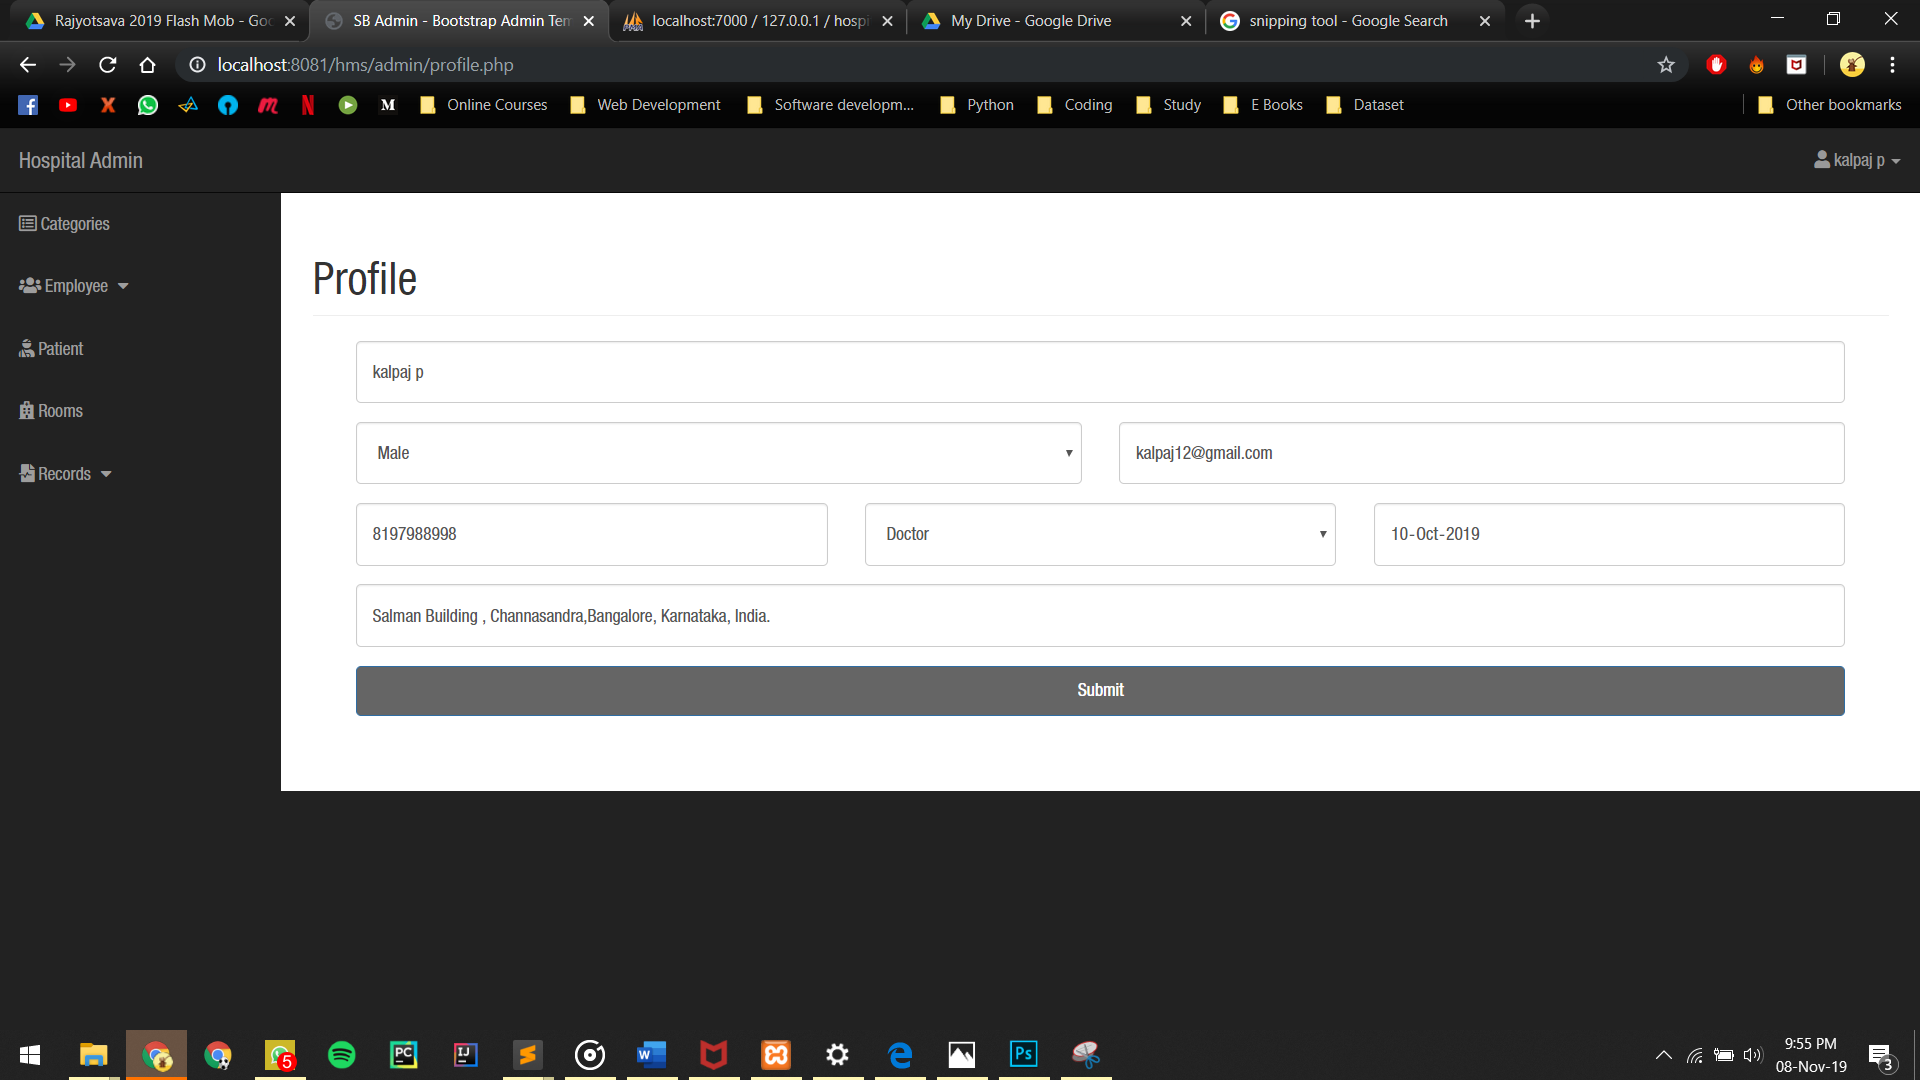 Rajyotsava 2019 Flash Mob - Goo
SB Admin - Bootstrap Admin Tem
localhost:7000 / 127.0.0.1 / hospi
My Drive - Google Drive
snipping tool - Google Search
localhost:8081/hms/admin/profile.php
M
Online Courses
Web Development
Software developm...
Python
Coding
Study
E Books
Dataset
Other bookmarks
Hospital Admin
kalpaj p
Categories
Employee
Patient
Rooms
Records
Profile
kalpaj p
Male
kalpaj12@gmail.com
8197988998
Doctor
10-Oct-2019
Salman Building , Channasandra,Bangalore, Karnataka, India.
Submit
5
PC
IJ
W
Ps
9:55 PM
08-Nov-19
3